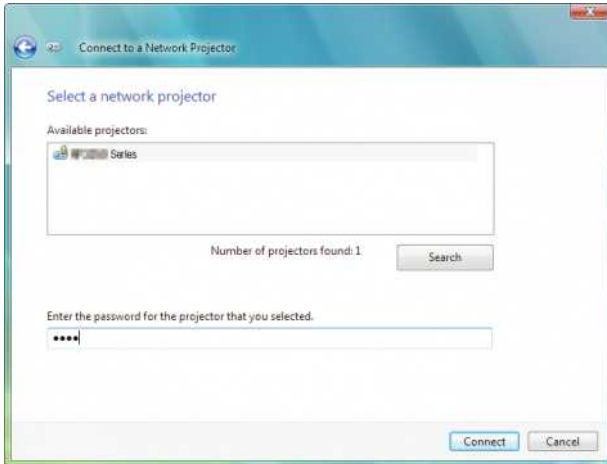 Connect to a Network Projector
Select a network projector
Available projectors:
Series
Number of projectors found: 1
Search
Enter the password for the projector that you selected.
••••
Connect
Cancel